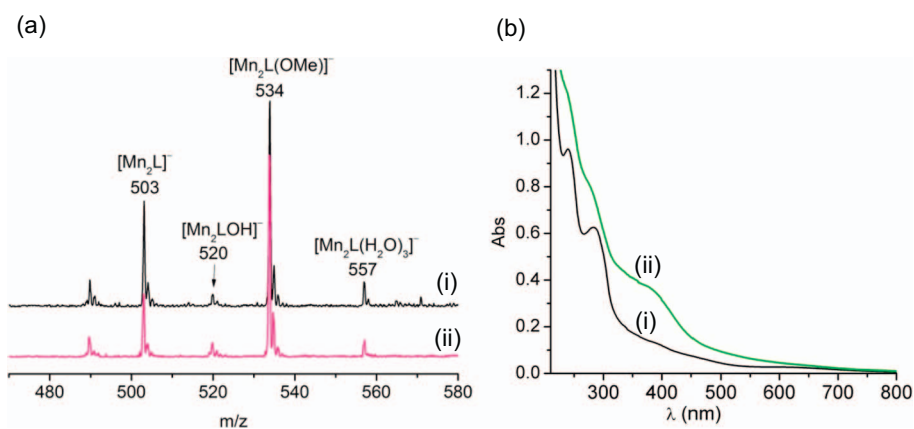 (a)
[Mn₂L(OMe)]⁻
534
[Mn₂L]⁻
503
[Mn₂LOH]⁻
520
[Mn₂L(H₂O)₃]⁻
557
(i)
(ii)
480 500 520 540 560 580
m/z
(b)
1.2
1.0
0.8
0.6
0.4
0.2
0.0
Abs
(ii)
(i)
300 400 500 600 700 800
λ (nm)